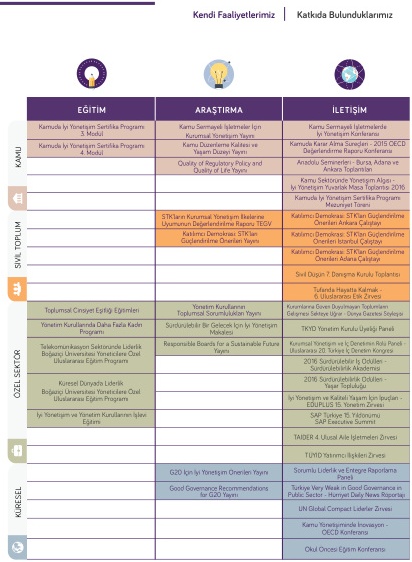 Kendi Faaliyetlerimiz | Katkıda Bulunduklarımız
EĞİTİM
ARAŞTIRMA
İLETİŞİM
KAMU
Kamuda İyi Yönetişim Sertifika Programı
3. Modül
Kamu Sermayeli İşletmeler İçin
Kurumsal Yönetişim Yayını
Kamu Sermayeli İşletmelerde
İyi Yönetişim Konferansı
Kamuda İyi Yönetişim Sertifika Programı
4. Modül
Kamu Düzenleme Kalitesi ve
Yaşam Düzeyi Yayını
Kamuda Karar Alma Süreçleri - 2015 OECD
Değerlendirme Raporu Konferansı
Quality of Regulatory Policy and
Quality of Life Yayını
Anadolu Seminerleri - Bursa, Adana ve
Ankara Toplantıları
Kamu Sektöründe Yönetim Algısı -
İyi Yönetişim Yuvarlak Masa Toplantısı 2016
Kamuda İyi Yönetişim Sertifika Programı
Mezuniyet Töreni
SİVİL TOPLUM
STK'ların Kurumsal Yönetişim İlkelerine
Uyumunun Değerlendirilmesi Raporu TEGV
Katılımcı Demokrasi: STK'ları Güçlendirme
Önerileri Ankara Çalıştayı
Katılımcı Demokrasi: STK'ları
Güçlendirme Önerileri Yayını
Katılımcı Demokrasi: STK'ları Güçlendirme
Önerileri İstanbul Çalıştayı
Katılımcı Demokrasi: STK'ları Güçlendirme
Önerileri Adana Çalıştayı
Sivil Düşün 7. Danışma Kurulu Toplantısı
Tullanda Hayatta Kalmak -
6. Uluslararası Etik Zirvesi
ÖZEL SEKTÖR
Toplumsal Cinsiyet Eşitliği Eğitimleri
Yönetim Kurullarının
Toplumsal Sorumlulukları Yayını
Kurumlarına Güven Duyulmayan Toplumların
Gelişmesi Sekteye Uğrar - Dünya Gazetesi Söyleşisi
Yönetim Kurullarında Daha Fazla Kadın
Programı
Sürdürülebilir Bir Gelecek İçin İyi Yönetişim
Makalesi
TKYD Yönetim Kurulu Üyeliği Paneli
Telekomünikasyon Sektöründe Liderlik
Boğaziçi Üniversitesi Yöneticilere Özel
Uluslararası Eğitim Programı
Responsible Boards for a Sustainable Future
Yayını
Kurumsal Yönetişim ve İç Denetimin Rolü Paneli -
Uluslararası 20. Türkiye İç Denetim Kongresi
2016 Sürdürülebilir İş Ödülleri -
Sürdürülebilirlik Akademisi
Küresel Dünyada Liderlik
Boğaziçi Üniversitesi Yöneticilere Özel
Uluslararası Eğitim Programı
2016 Sürdürülebilirlik Ödülleri -
Yaşar Topluluğu
İyi Yönetişim ve Kaliteli Yaşam İçin İpuçları -
EDUPLUS 15. Yönetim Zirvesi
İyi Yönetişim ve Yönetim Kurullarının İşlevi
Eğitimi
SAP Türkiye 15. Yıldönümü
SAP Executive Summit
TAİDER 4. Ulusal Aile İşletmeleri Zirvesi
TÜYİD Yatırımcı İlişkileri Zirvesi
KÜRESEL
G20 İçin İyi Yönetişim Önerileri Yayını
Sorumlu Liderlik ve Entegre Raporlama
Paneli
Good Governance Recommendations
for G20 Yayını
Türkiye Very Weak in Good Governance in
Public Sector - Hurriyet Daily News Röportajı
UN Global Compact Liderler Zirvesi
Kamu Yönetişiminde İnovasyon -
OECD Konferansı
Okul Öncesi Eğitim Konferansı